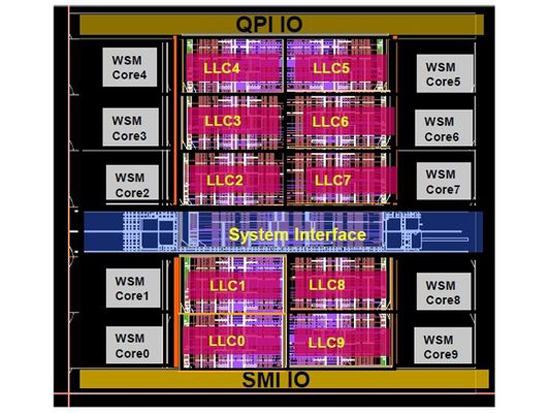 QPI IO
WSM
Core4
LLC4
LLC5
WSM
Core5
WSM
Core3
LLC3
LLC6
WSM
Core6
WSM
Core2
LLC2
LLC7
WSM
Core7
System Interface
WSM
Core1
LLC1
LLC8
WSM
Core8
WSM
Core0
LLC0
LLC9
WSM
Core9
SMI IO